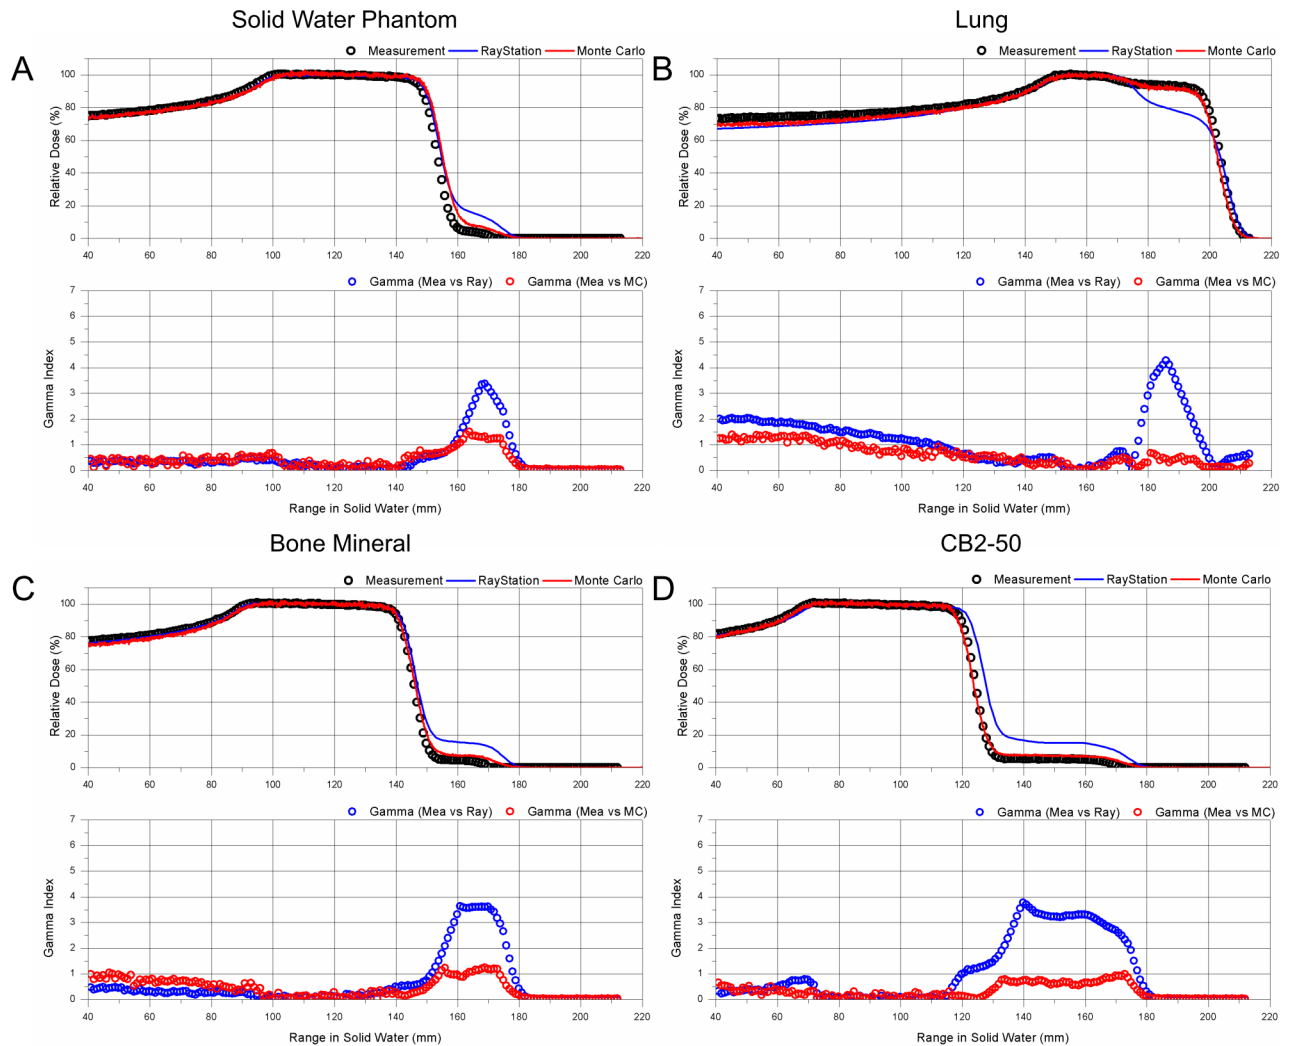 Solid Water Phantom
A
Measurement RayStation Monte Carlo
Relative Dose (%)
100
80
60
40
20
0
40 60 80 100 120 140 160 180 200 220
Gamma (Mea vs Ray) Gamma (Mea vs MC)
Gamma Index
7
6
5
4
3
2
1
0
40 60 80 100 120 140 160 180 200 220
Range in Solid Water (mm)
Lung
B
Measurement RayStation Monte Carlo
Relative Dose (%)
100
80
60
40
20
0
40 60 80 100 120 140 160 180 200 220
Gamma (Mea vs Ray) Gamma (Mea vs MC)
Gamma Index
7
6
5
4
3
2
1
0
40 60 80 100 120 140 160 180 200 220
Range in Solid Water (mm)
Bone Mineral
C
Measurement RayStation Monte Carlo
Relative Dose (%)
100
80
60
40
20
0
40 60 80 100 120 140 160 180 200 220
Gamma (Mea vs Ray) Gamma (Mea vs MC)
Gamma Index
7
6
5
4
3
2
1
0
40 60 80 100 120 140 160 180 200 220
Range in Solid Water (mm)
CB2-50
D
Measurement RayStation Monte Carlo
Relative Dose (%)
100
80
60
40
20
0
40 60 80 100 120 140 160 180 200 220
Gamma (Mea vs Ray) Gamma (Mea vs MC)
Gamma Index
7
6
5
4
3
2
1
0
40 60 80 100 120 140 160 180 200 220
Range in Solid Water (mm)